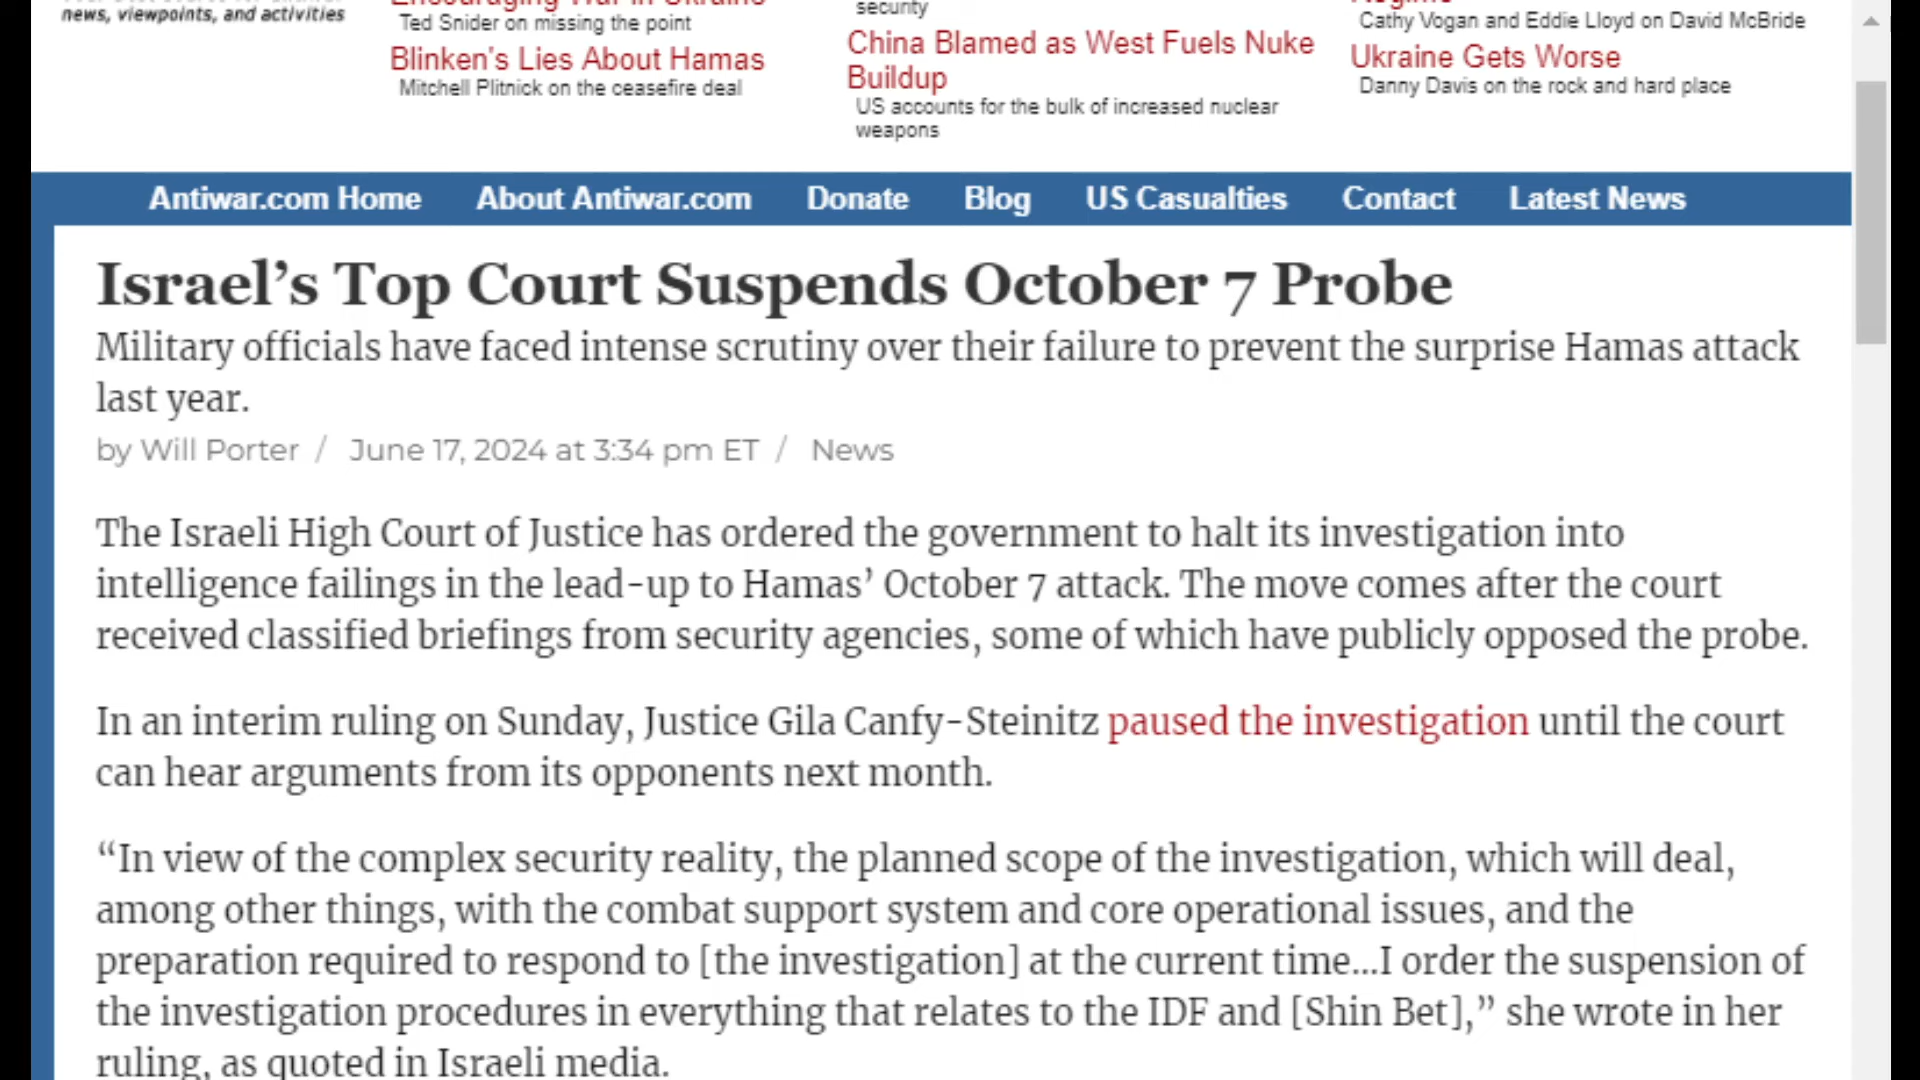 news, viewpoints, and activities
Encouraging War in Ukraine
Ted Snider on missing the point
Blinken's Lies About Hamas
Mitchell Plitnick on the ceasefire deal
security
China Blamed as West Fuels Nuke
Buildup
US accounts for the bulk of increased nuclear
weapons
Cathy Vogan and Eddie Lloyd on David McBride
Ukraine Gets Worse
Danny Davis on the rock and hard place
Antiwar.com Home About Antiwar.com Donate Blog US Casualties Contact Latest News
Israel’s Top Court Suspends October 7 Probe
Military officials have faced intense scrutiny over their failure to prevent the surprise Hamas attack
last year.
by Will Porter / June 17, 2024 at 3:34 pm ET / News
The Israeli High Court of Justice has ordered the government to halt its investigation into
intelligence failings in the lead-up to Hamas’ October 7 attack. The move comes after the court
received classified briefings from security agencies, some of which have publicly opposed the probe.
In an interim ruling on Sunday, Justice Gila Canfy-Steinitz paused the investigation until the court
can hear arguments from its opponents next month.
“In view of the complex security reality, the planned scope of the investigation, which will deal,
among other things, with the combat support system and core operational issues, and the
preparation required to respond to [the investigation] at the current time...I order the suspension of
the investigation procedures in everything that relates to the IDF and [Shin Bet],” she wrote in her
ruling, as quoted in Israeli media.